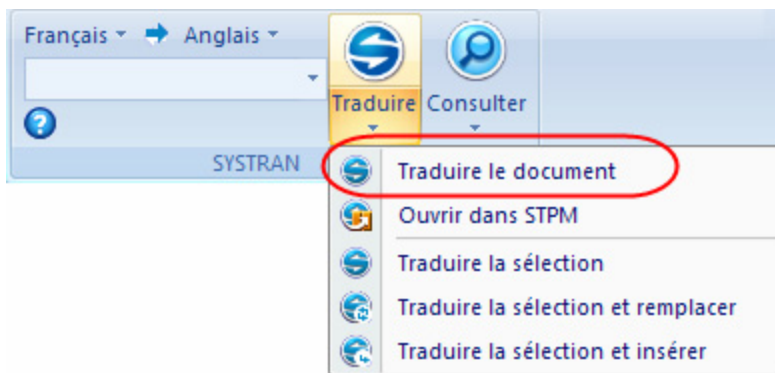 Français Anglais
Traduire Consulter
SYSTRAN
Traduire le document
Ouvrir dans STPM
Traduire la sélection
Traduire la sélection et remplacer
Traduire la sélection et insérer